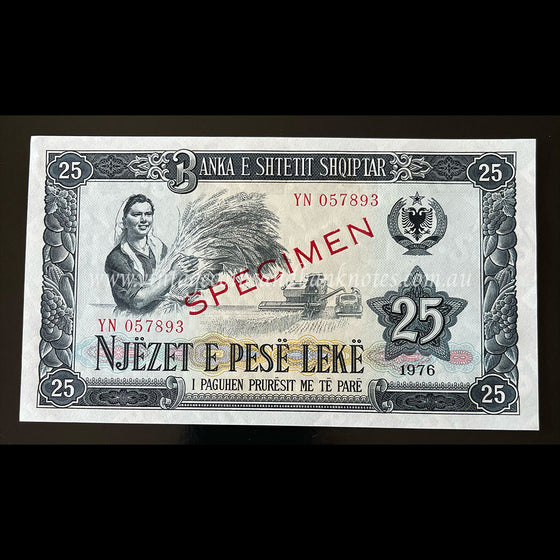 25 BANKA E SHTETIT SHQIPTAR 25
YN 057893
SPECIMEN
YN 057893
25
NJËZET E PESË LEKË
1976
I PAGUHEN PRURËSIT ME TË PARË
25 25